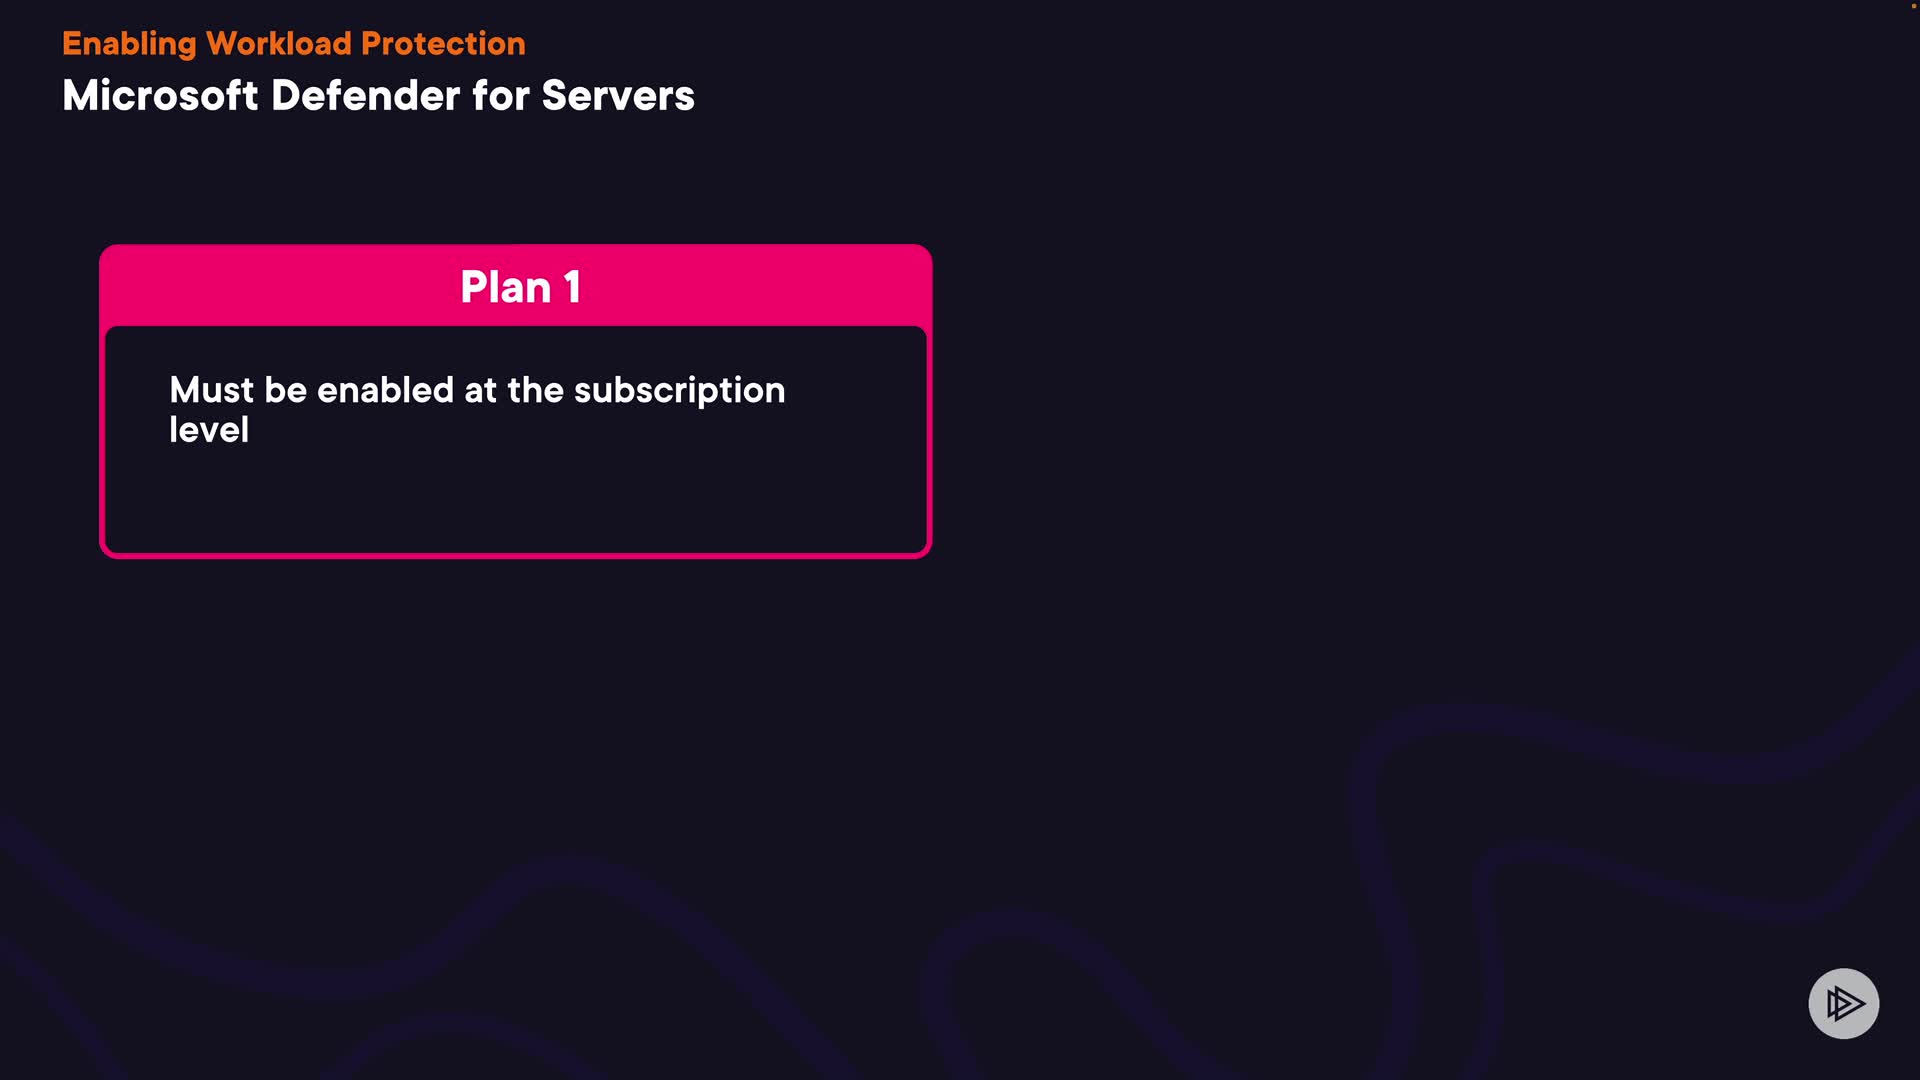 Enabling Workload Protection
Microsoft Defender for Servers
Plan 1
Must be enabled at the subscription
level